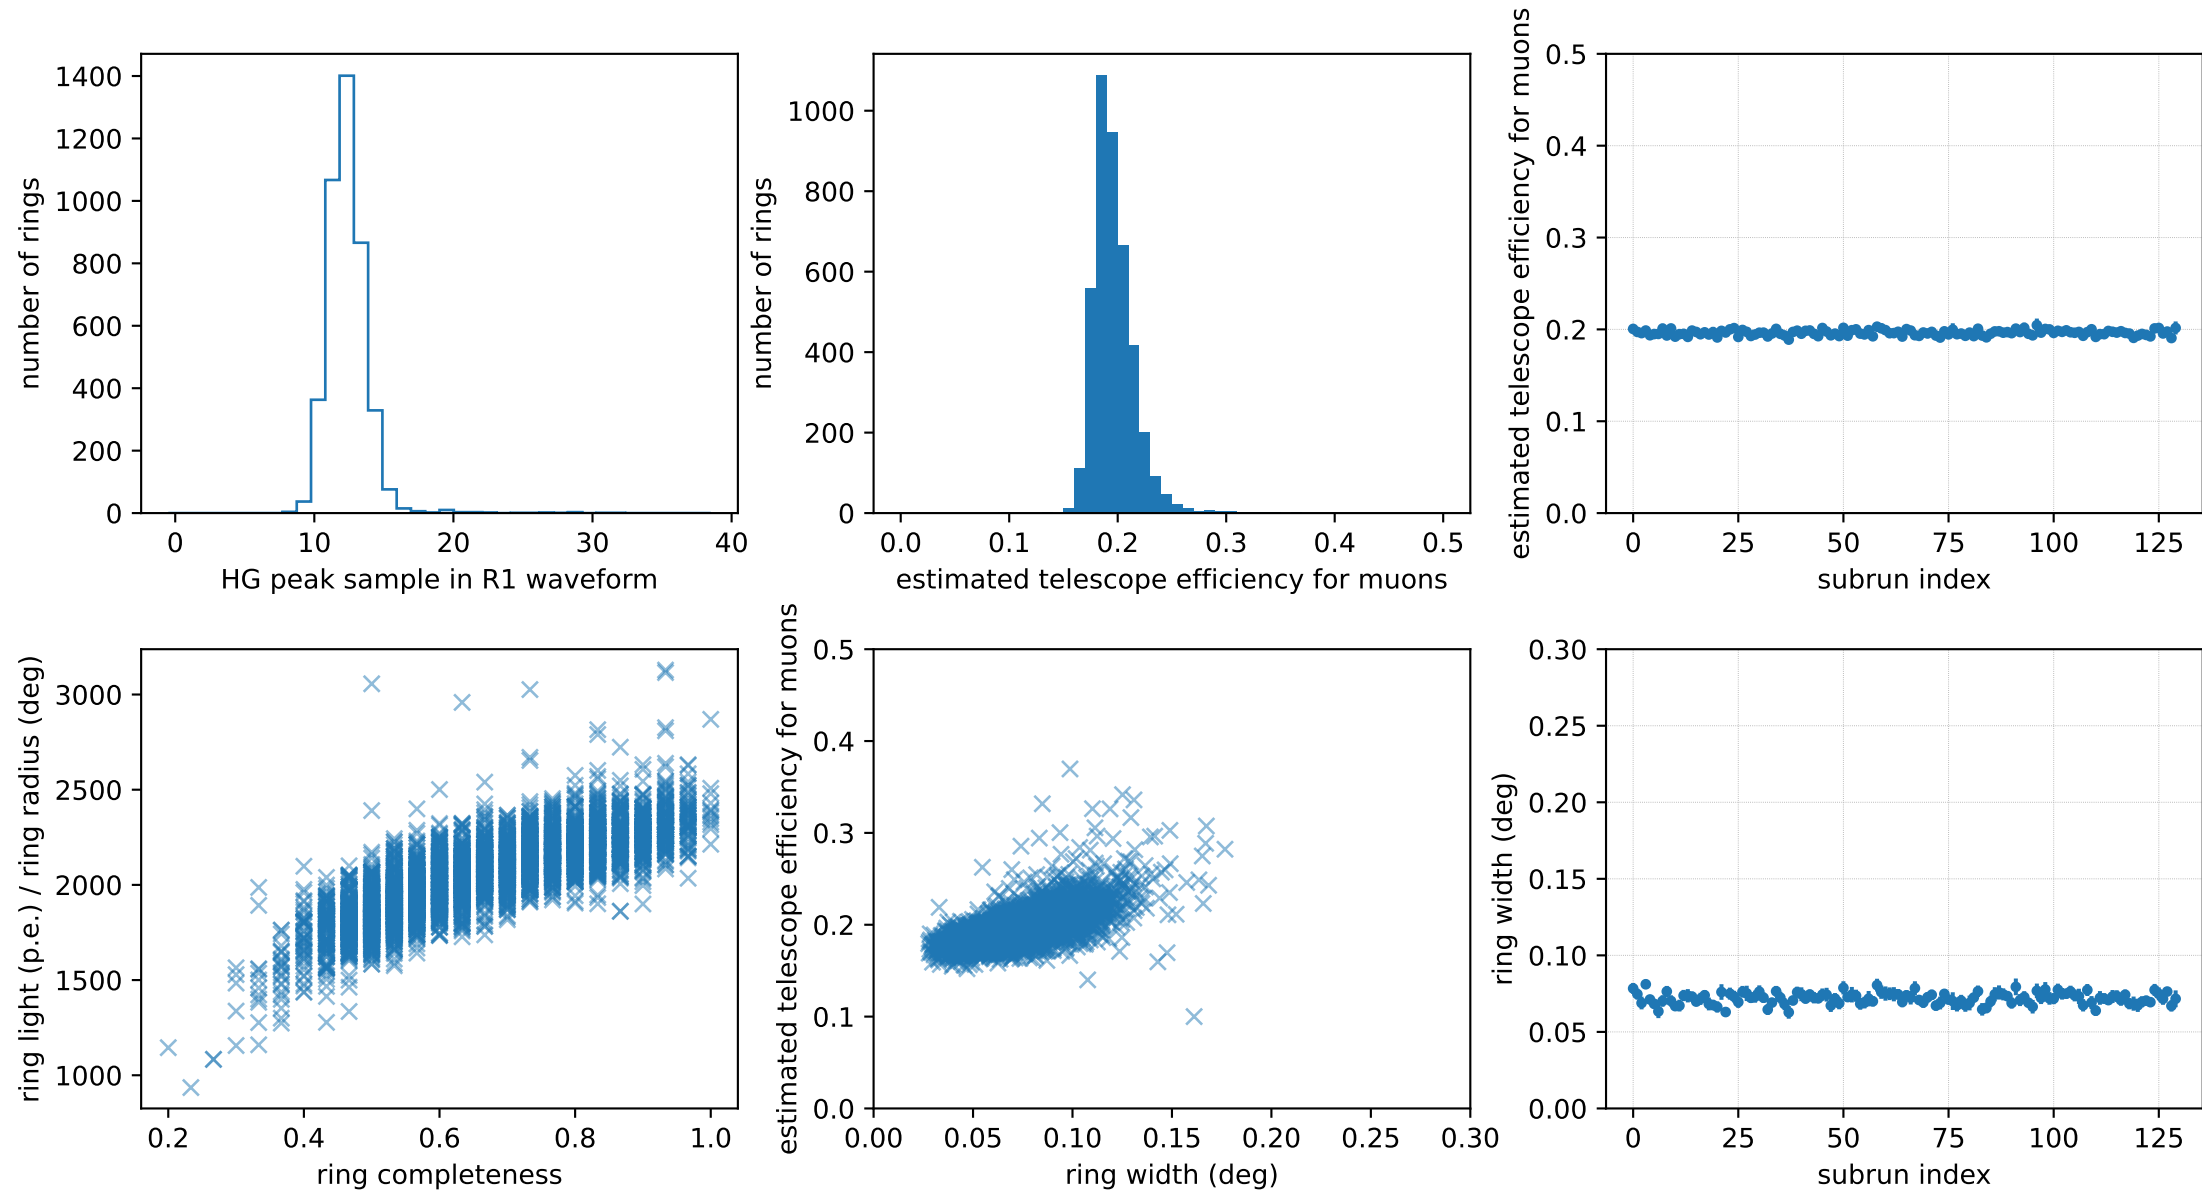 number of rings
1400
1200
1000
800
600
400
200
0
0 10 20 30 40
HG peak sample in R1 waveform
number of rings
1000
800
600
400
200
0
0.0 0.1 0.2 0.3 0.4 0.5
estimated telescope efficiency for muons
estimated telescope efficiency for muons
0.5
0.4
0.3
0.2
0.1
0.0
0 25 50 75 100 125
subrun index
ring light (p.e.) / ring radius (deg)
3000
2500
2000
1500
1000
0.2 0.4 0.6 0.8 1.0
ring completeness
estimated telescope efficiency for muons
0.5
0.4
0.3
0.2
0.1
0.0
0.00 0.05 0.10 0.15 0.20 0.25 0.30
ring width (deg)
ring width (deg)
0.30
0.25
0.20
0.15
0.10
0.05
0.00
0 25 50 75 100 125
subrun index